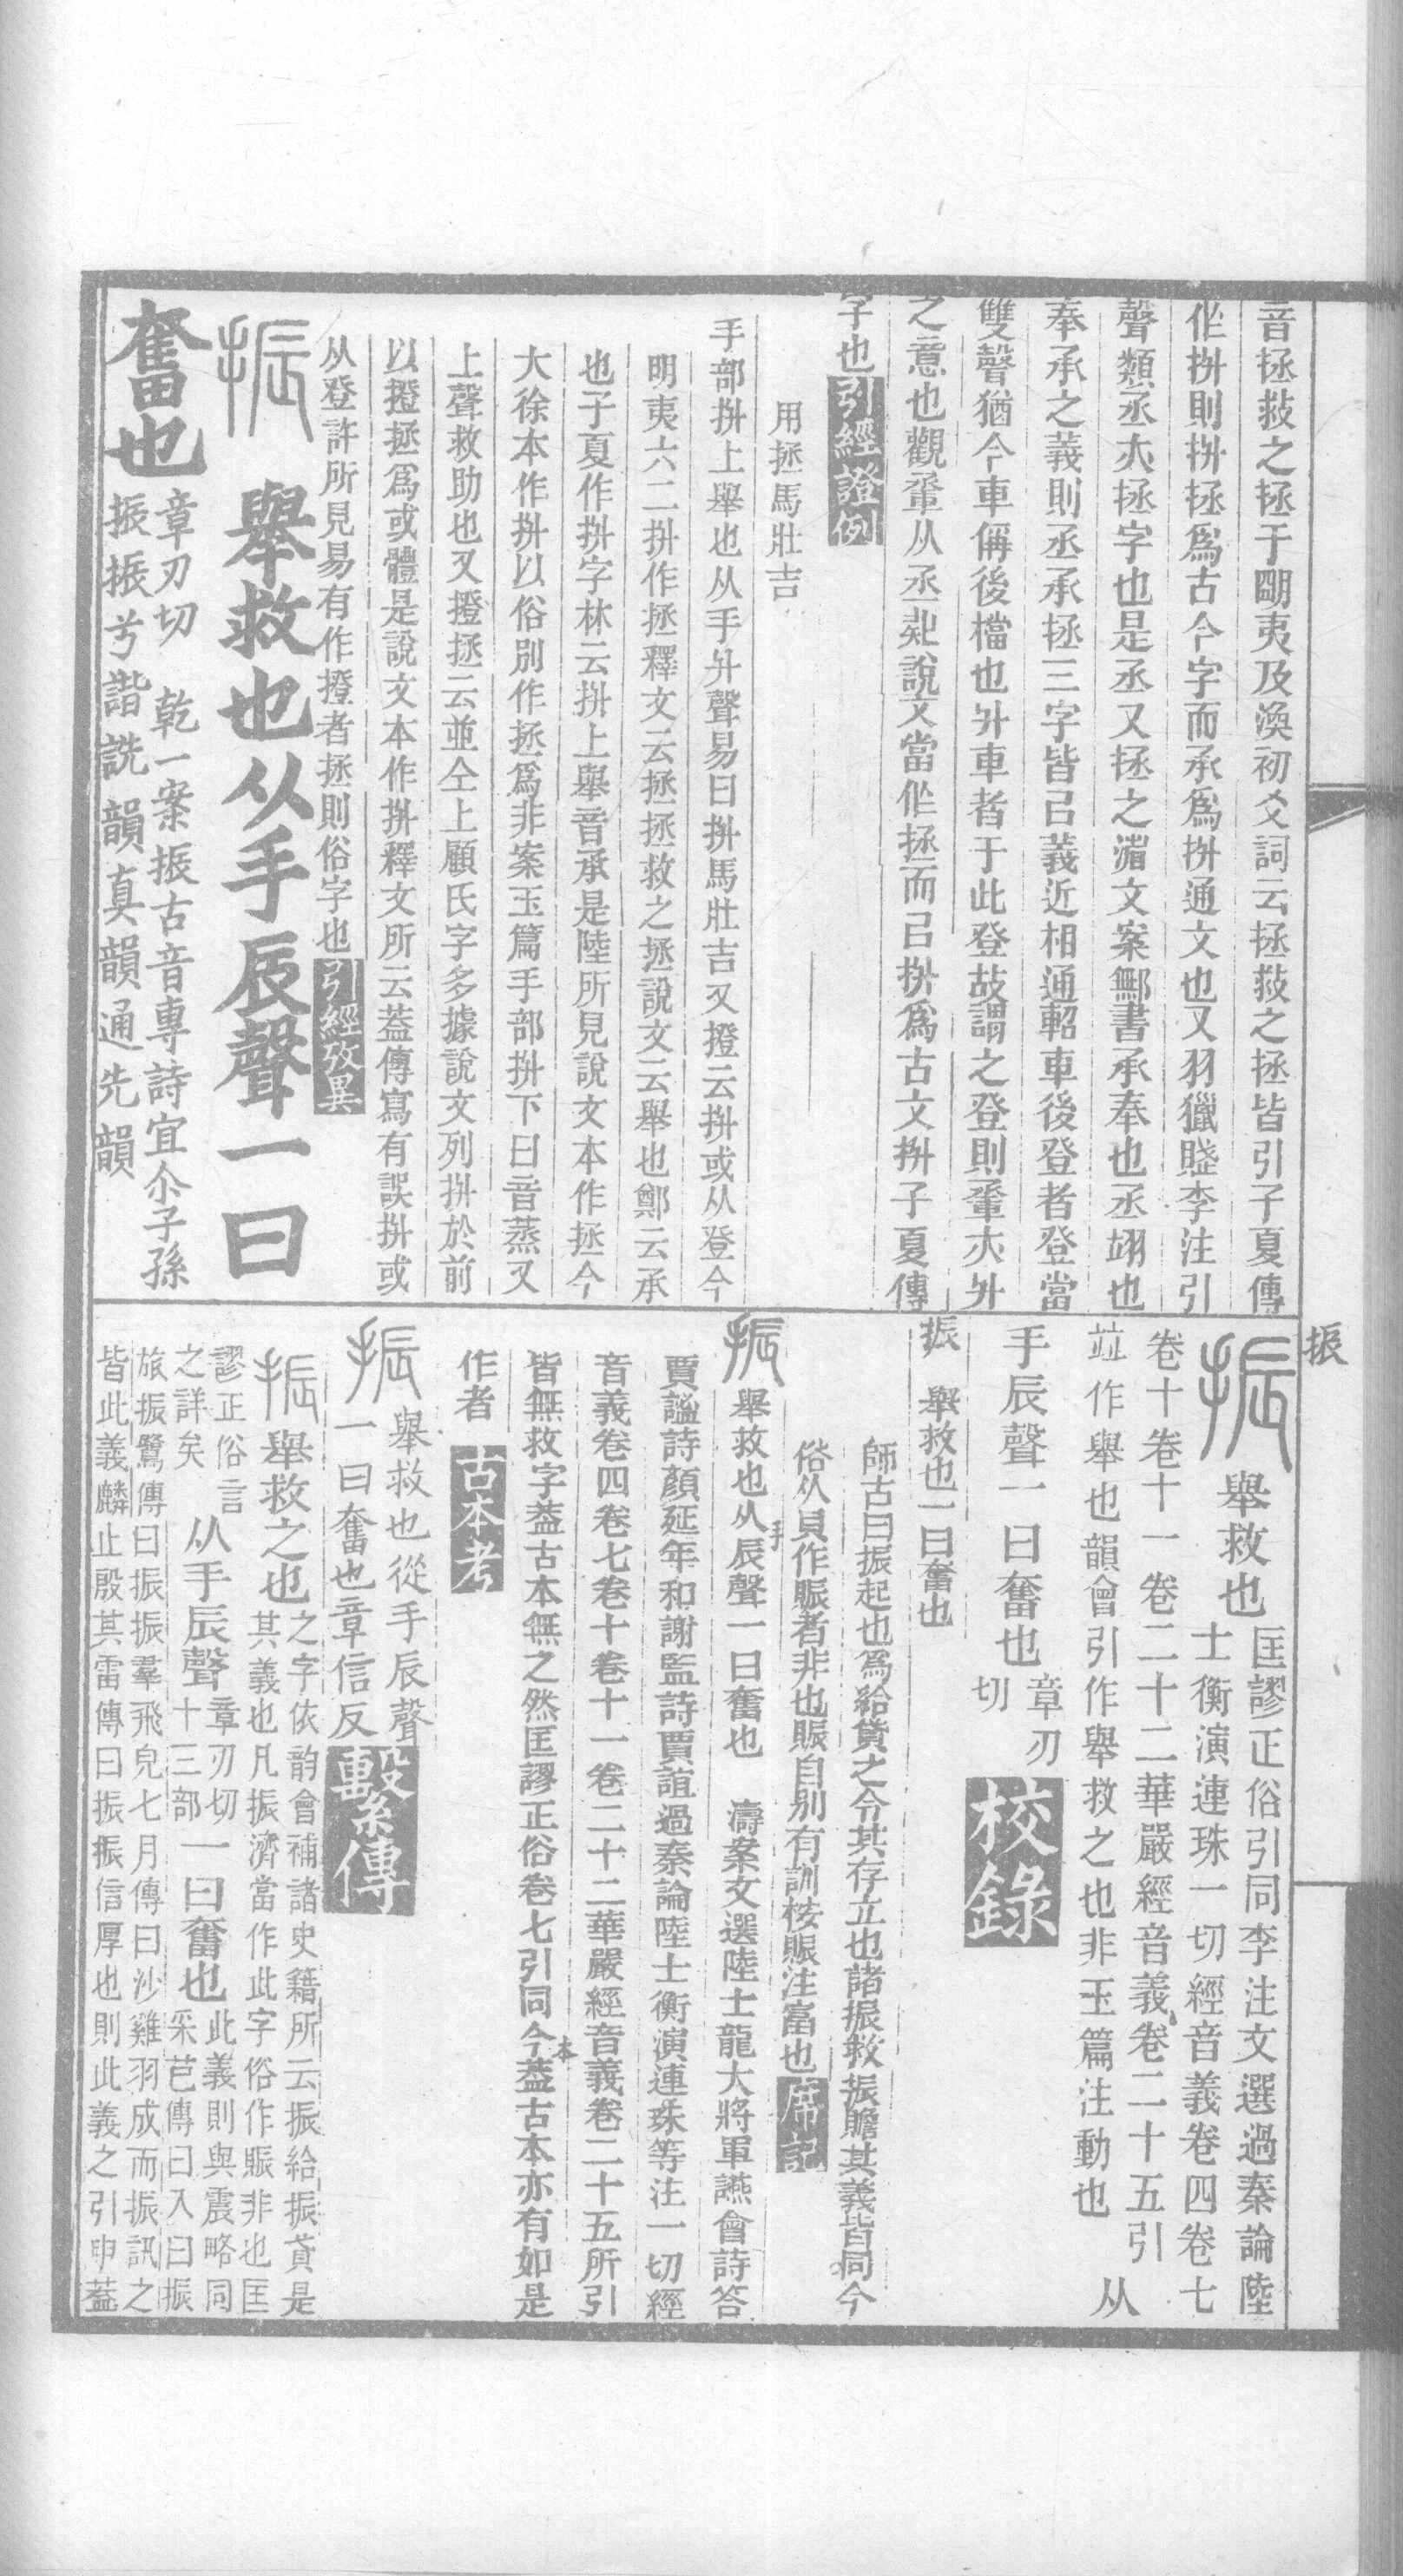 音拯救之拯于朙夷及渙初爻詞云拯救之拯皆引子夏傳
作抍則抍拯爲古今字而承爲抍通文也又羽獵賦李注引
聲類丞亦拯字也是丞又拯之渻文案鄦書承奉也丞翊也
奉承之義則丞承拯三字皆已義近相通軺車後登者登當
雙聲猶今車偁後檔也外車者于此登故謂之登則
之意也觀从丞說文當作拯而已抍爲古文抍子夏傳
字也引經證例
用拯馬壯吉
手部抍上舉也从手升聲易曰抍馬壯吉又撜云抍或从登今
明夷六二抍作拯釋文云拯拯救之拯說文云舉也鄭云承
也子夏作抍字林云抍上舉音承是陸所見說文本作拯今
大徐本作抍以俗別作拯爲非案玉篇手部抍下曰音蒸又
上聲救助也又撜拯云並仝上顧氏字多據說文列抍於前
以撜拯爲或體是說文本作抍釋文所云葢傳寫有誤抍或
从登許所見易有作撜者拯則俗字也引經攷異
振 舉救也从手辰聲一曰
奮也 章刃切 乾一案振古音專詩宜尒子孫
振振兮諧詵韻真韻通先韻
振
振 舉救也 匡謬正俗引同李注文選過秦論陸
士衡演連珠一切經音義卷四卷七
卷十卷十一卷二十二華嚴經音義卷二十五引
竝作舉也韻會引作舉救之也非玉篇注動也 从
手辰聲一曰奮也 章刃切 校錄
振 舉救也一曰奮也
師古曰振起也爲給貸之令其存立也諸振救振贍其義皆同今
俗从貝作賑者非也賑自別有訓桉賑注富也席記
振 舉救也从手辰聲一曰奮也 濤案文選陸士龍大將軍讌會詩答
賈謐詩顏延年和謝監詩賈誼過秦論陸士衡演連珠等注一切經
音義卷四卷七卷十卷十一卷二十二華嚴經音義卷二十五所引
皆無救字葢古本無之然匡謬正俗卷七引同今本葢古本亦有如是
作者 古本考
振 舉救也從手辰聲
一曰奮也章信反 繫傳
振 舉救之也 之字依韵會補諸史籍所云振給振貸是
其義也凡振濟當作此字俗作賑非也匡
謬正俗言
之詳矣 从手辰聲 章刃切十三部 一曰奮也 此義則與震略同
采芑傳曰入曰振
旅振鷺傳曰振振羣飛皃七月傳曰沙雞羽成而振訊之
皆此義麟止殷其雷傳曰振振信厚也則此義之引申葢